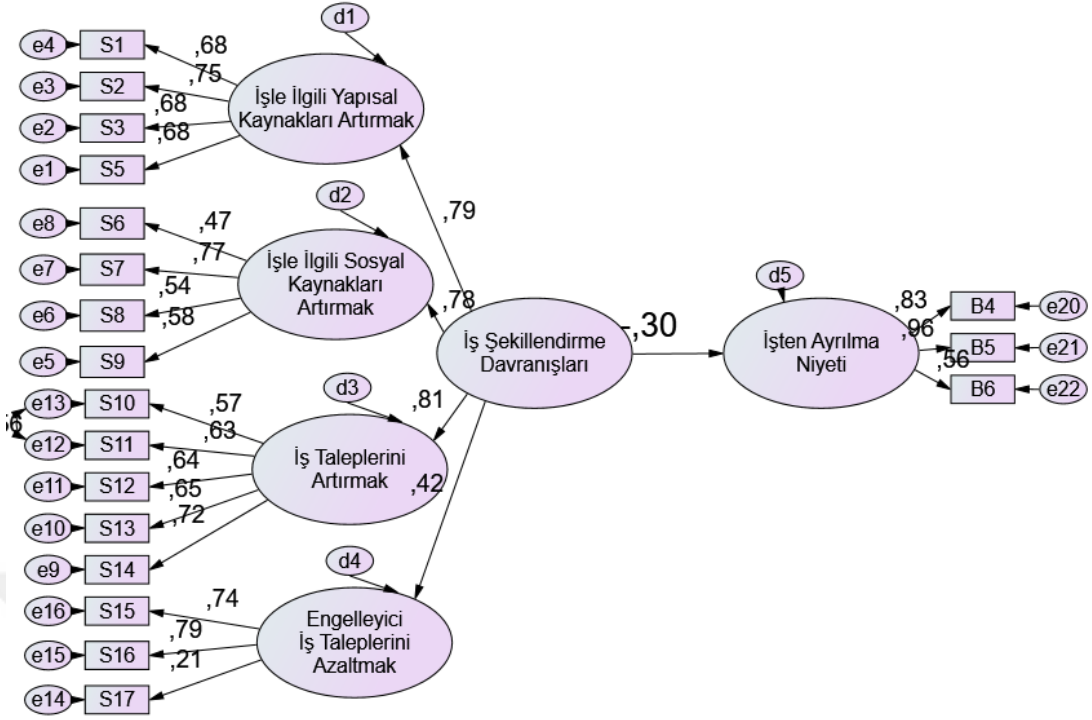 d1
e4 S1 ,68
e3 S2 ,75
e2 S3 ,68
e1 S5 ,68
İşle İlgili Yapısal
Kaynakları Artırmak
,79
d2
e8 S6 ,47
e7 S7 ,77
e6 S8 ,54
e5 S9 ,58
İşle İlgili Sosyal
Kaynakları
Artırmak
,78
İş Şekillendirme
Davranışları
-,30
d5
İşten Ayrılma
Niyeti
,83 B4 e20
,96 B5 e21
,56 B6 e22
d3
e13 S10 ,57
e12 S11 ,63
e11 S12 ,64
e10 S13 ,65
e9 S14 ,72
İş Taleplerini
Artırmak
,81
,42
d4
e16 S15 ,74
e15 S16 ,79
e14 S17 ,21
Engelleyici
İş Taleplerini
Azaltmak